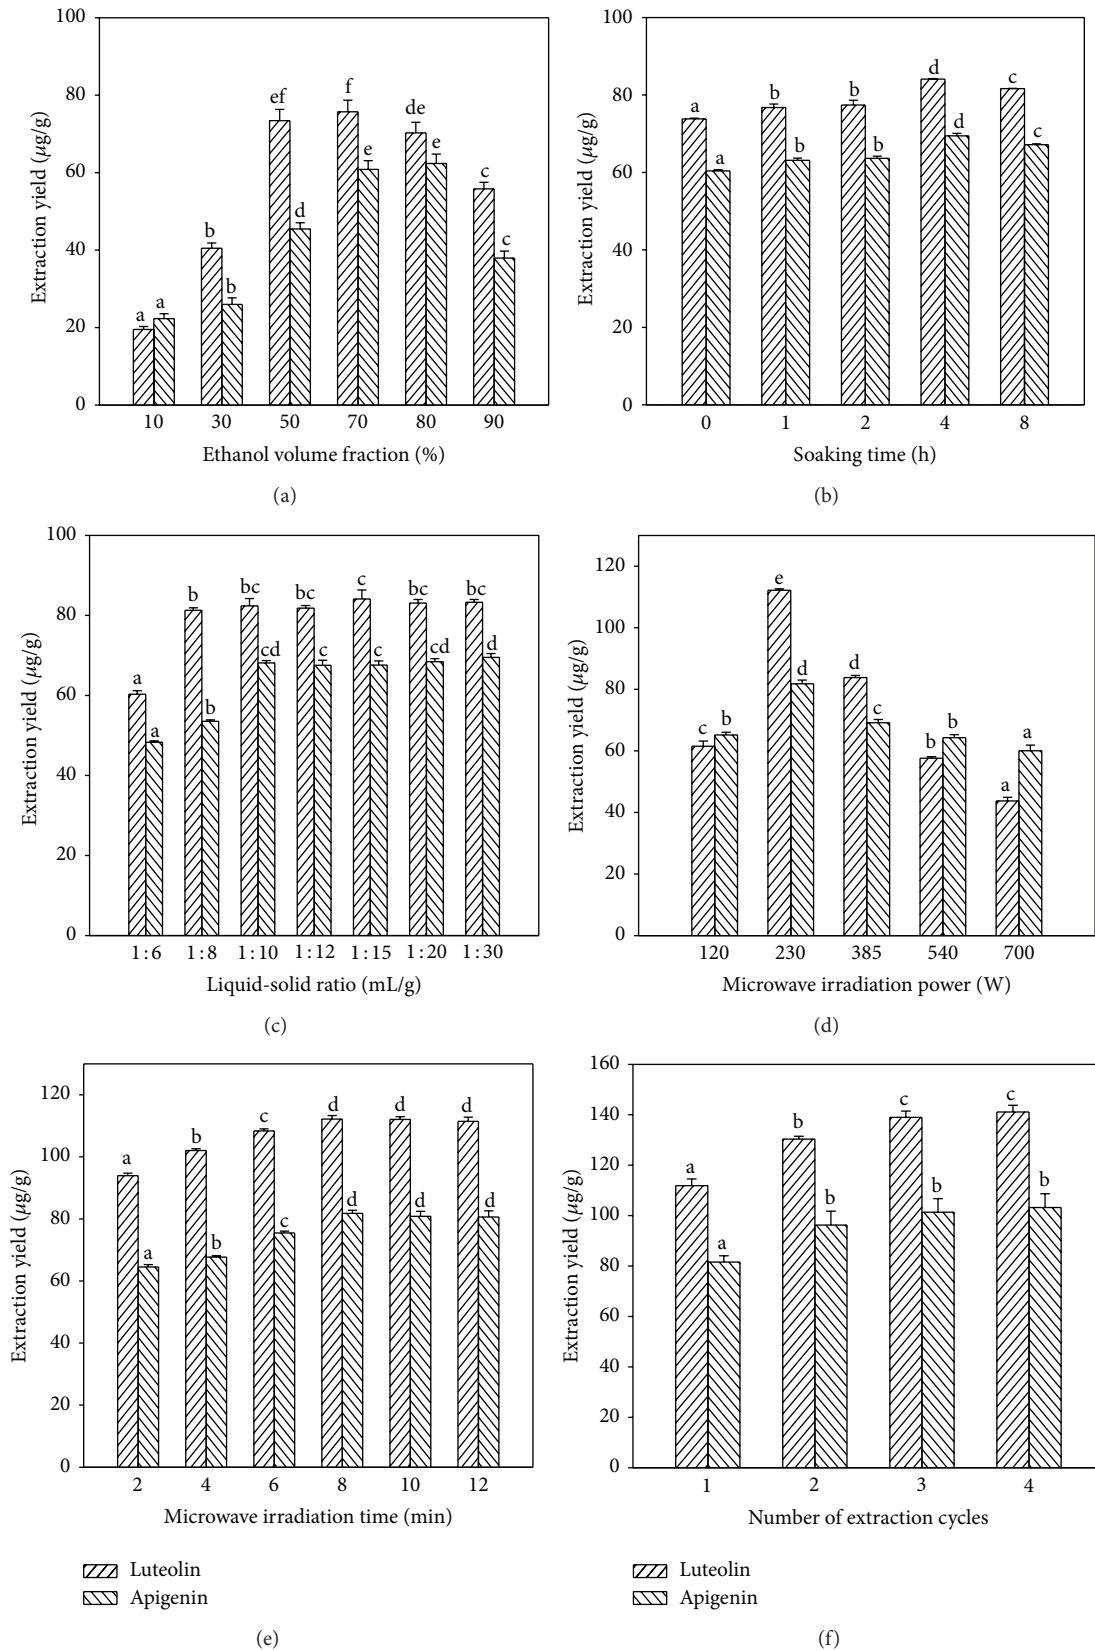 100
80
60
40
20
0
Extraction yield (μg/g)
a a b b ef d f e de e c c
10 30 50 70 80 90
Ethanol volume fraction (%)
(a)
100
80
60
40
20
0
Extraction yield (μg/g)
a a b b b b d d c c
0 1 2 4 8
Soaking time (h)
(b)
100
80
60
40
20
0
Extraction yield (μg/g)
a a b b bc cd bc c c c bc cd bc d
1:6 1:8 1:10 1:12 1:15 1:20 1:30
Liquid-solid ratio (mL/g)
(c)
120
100
80
60
40
20
0
Extraction yield (μg/g)
c b e d d c b b a a
120 230 385 540 700
Microwave irradiation power (W)
(d)
120
100
80
60
40
20
0
Extraction yield (μg/g)
a a b b c c d d d d d d
2 4 6 8 10 12
Microwave irradiation time (min)
Luteolin
Apigenin
(e)
160
140
120
100
80
60
40
20
0
Extraction yield (μg/g)
a a b b c b c b
1 2 3 4
Number of extraction cycles
Luteolin
Apigenin
(f)